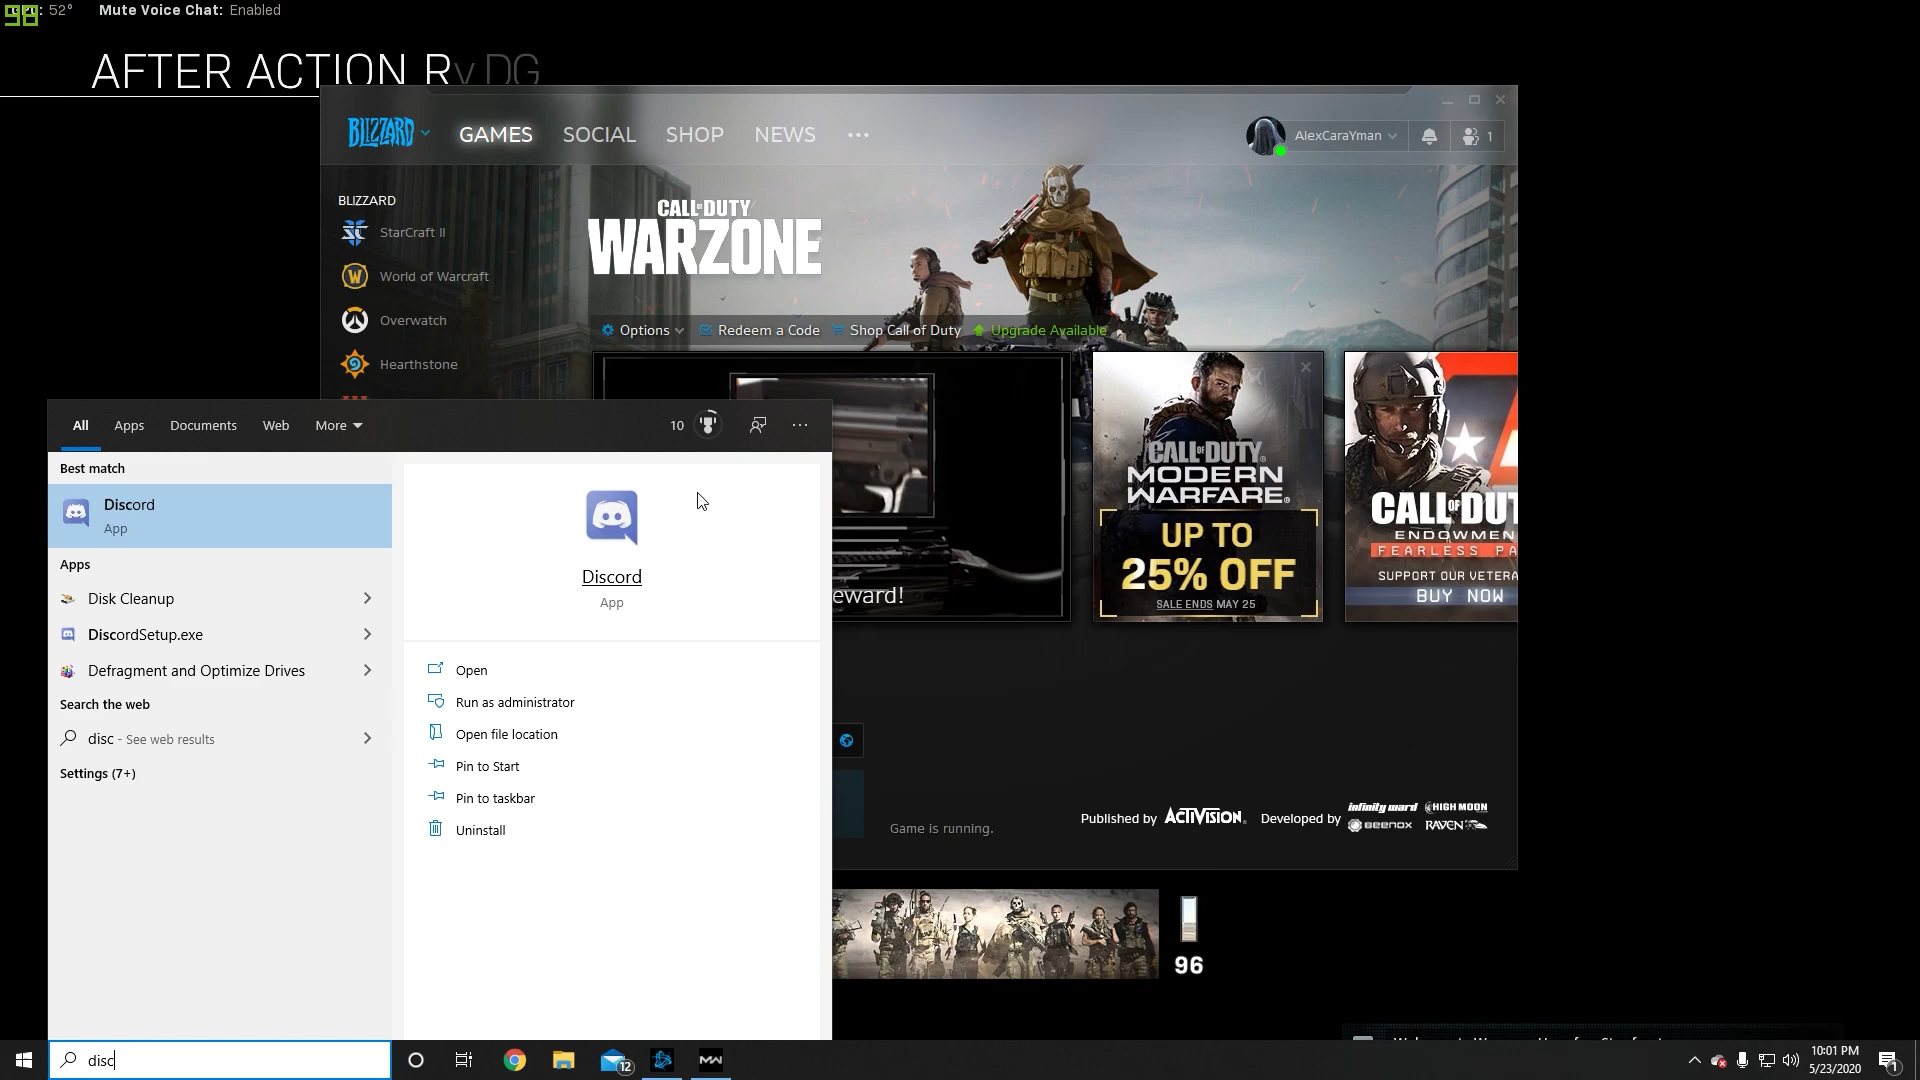 98
52°
Mute Voice Chat: Enabled
AFTER ACTION R
BLIZZARD
GAMES
SOCIAL
SHOP
NEWS
AlexCaraYman
1
BLIZZARD
StarCraft II
World of Warcraft
Overwatch
Hearthstone
CALL OF DUTY
WARZONE
Options
Redeem a Code
Shop Call of Duty
Upgrade Available
eward!
CALL OF DUTY
MODERN
WARFARE
UP TO
25% OFF
SALE ENDS MAY 25
CALL OF DUT
ENDOWMEN
FEARLESS PA
SUPPORT OUR VETERA
BUY NOW
All
Apps
Documents
Web
More
10
Best match
Discord
App
Apps
Disk Cleanup
DiscordSetup.exe
Defragment and Optimize Drives
Search the web
disc - See web results
Settings (7+)
Discord
App
Open
Run as administrator
Open file location
Pin to Start
Pin to taskbar
Uninstall
Game is running.
Published by ACTIVISION. Developed by
infinity ward
HIGH MOON
BEENOX
RAVEN
96
disc
12
MW
10:01 PM
5/23/2020
1